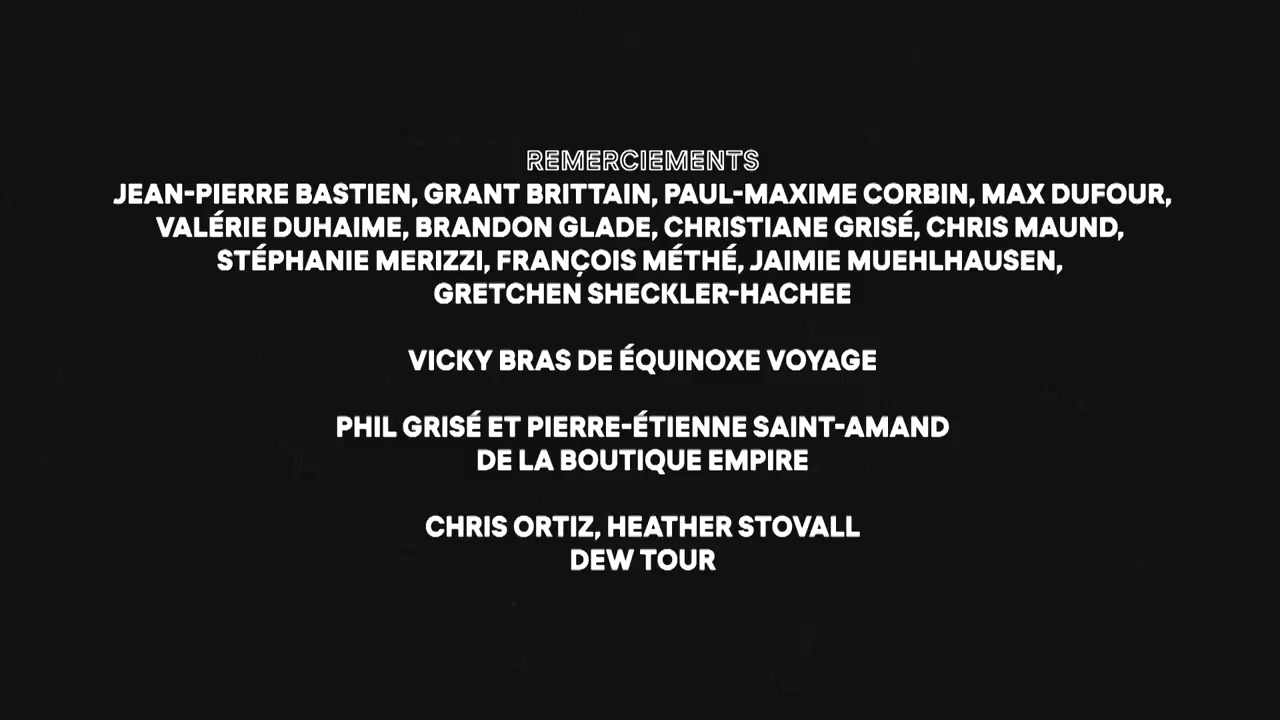 REMERCIEMENTS
JEAN-PIERRE BASTIEN, GRANT BRITTAIN, PAUL-MAXIME CORBIN, MAX DUFOUR,
VALÉRIE DUHAIME, BRANDON GLADE, CHRISTIANE GRISÉ, CHRIS MAUND,
STÉPHANIE MERIZZI, FRANÇOIS MÉTHÉ, JAIMIE MUEHLHAUSEN,
GRETCHEN SHECKLER-HACHEE
VICKY BRAS DE ÉQUINOXE VOYAGE
PHIL GRISÉ ET PIERRE-ÉTIENNE SAINT-AMAND
DE LA BOUTIQUE EMPIRE
CHRIS ORTIZ, HEATHER STOVALL
DEW TOUR